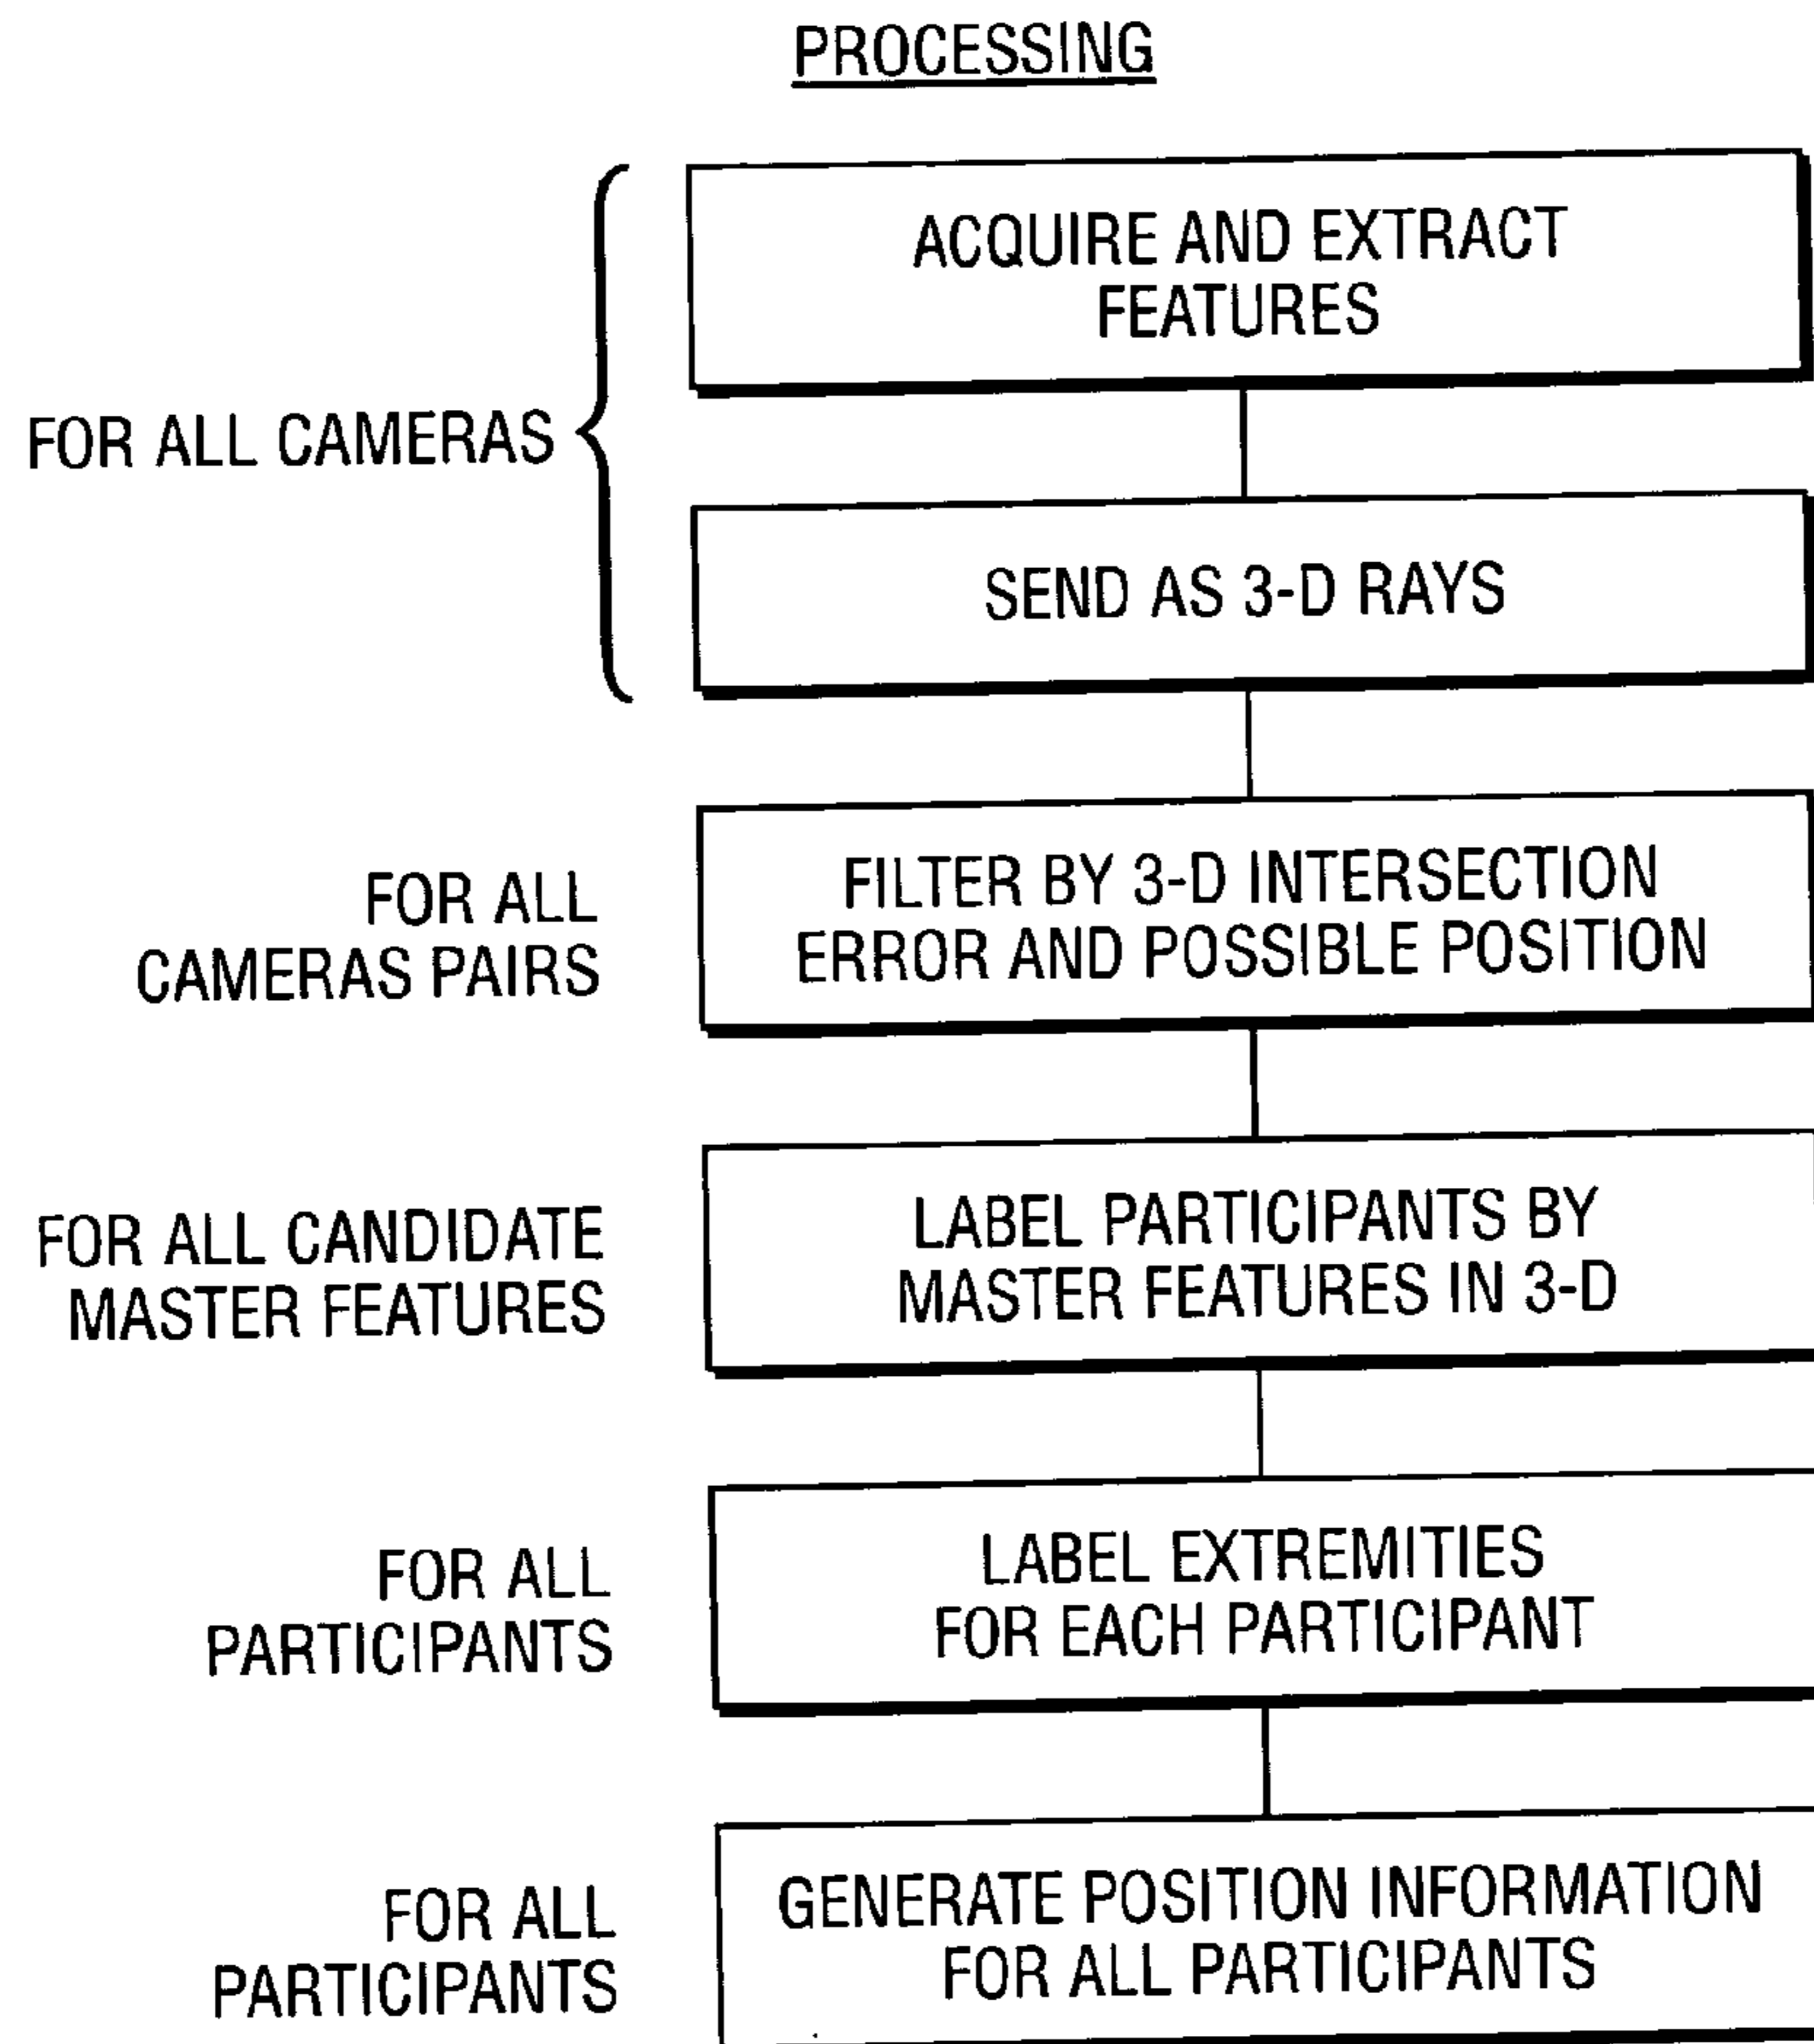 PROCESSING
ACQUIRE AND EXTRACT
FEATURES
FOR ALL CAMERAS
SEND AS 3-D RAYS
FOR ALL
CAMERAS PAIRS
FILTER BY 3-D INTERSECTION
ERROR AND POSSIBLE POSITION
FOR ALL CANDIDATE
MASTER FEATURES
LABEL PARTICIPANTS BY
MASTER FEATURES IN 3-D
FOR ALL
PARTICIPANTS
LABEL EXTREMITIES
FOR EACH PARTICIPANT
FOR ALL
PARTICIPANTS
GENERATE POSITION INFORMATION
FOR ALL PARTICIPANTS